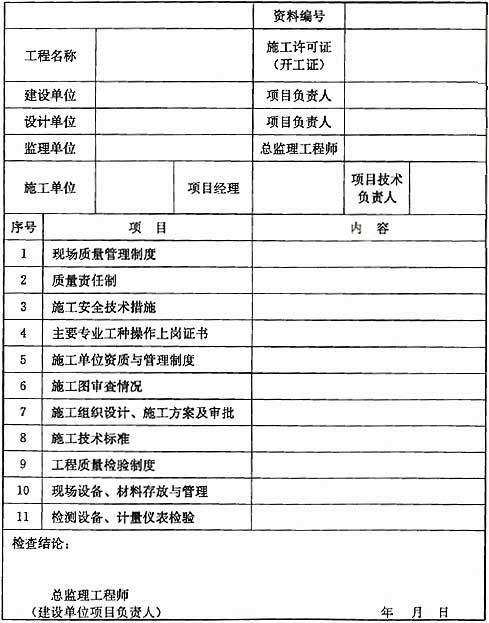 资料编号
工程名称
施工许可证
（开工证）
建设单位
项目负责人
设计单位
项目负责人
监理单位
总监理工程师
施工单位
项目经理
项目技术
负责人
序号 项 目 内 容
1 现场质量管理制度
2 质量责任制
3 施工安全技术措施
4 主要专业工种操作上岗证书
5 施工单位资质与管理制度
6 施工图审查情况
7 施工组织设计、施工方案及审批
8 施工技术标准
9 工程质量检验制度
10 现场设备、材料存放与管理
11 检测设备、计量仪表检验
检查结论：
总监理工程师
（建设单位项目负责人） 年 月 日